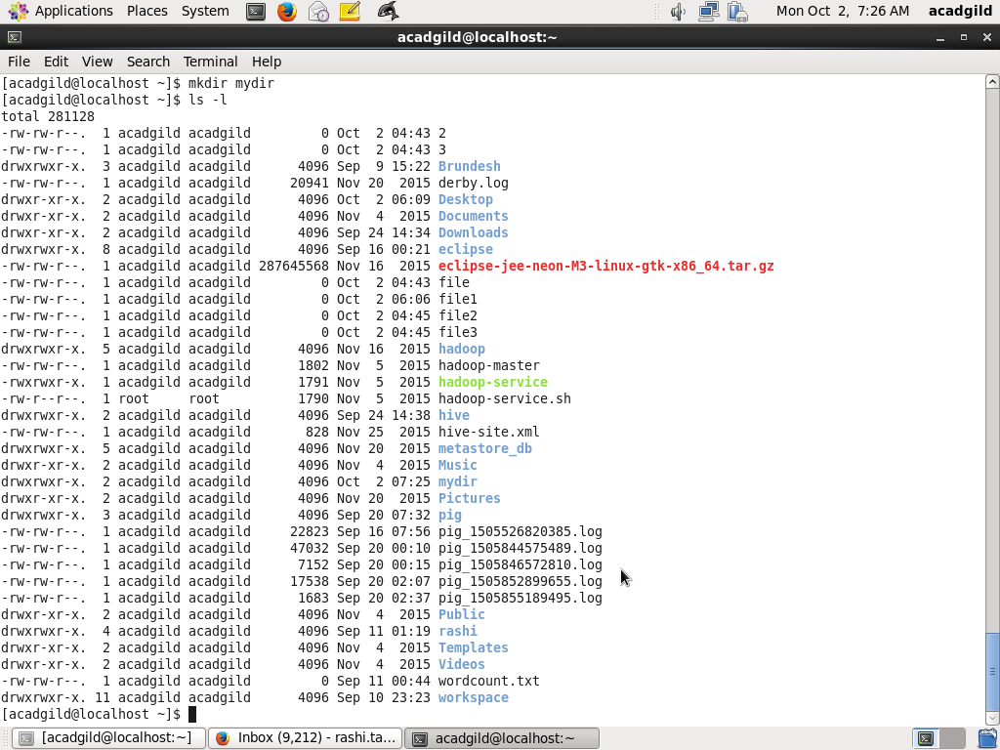 Applications Places System Mon Oct 2, 7:26 AM acadgild
acadgild@localhost:~
File Edit View Search Terminal Help
[acadgild@localhost ~]$ mkdir mydir
[acadgild@localhost ~]$ ls -l
total 281128
-rw-rw-r--. 1 acadgild acadgild         0 Oct  2 04:43 2
-rw-rw-r--. 1 acadgild acadgild         0 Oct  2 04:43 3
drwxrwxr-x. 3 acadgild acadgild      4096 Sep  9 15:22 Brundesh
-rw-rw-r--. 1 acadgild acadgild     20941 Nov 20  2015 derby.log
drwxr-xr-x. 2 acadgild acadgild      4096 Oct  2 06:09 Desktop
drwxr-xr-x. 2 acadgild acadgild      4096 Nov  4  2015 Documents
drwxr-xr-x. 2 acadgild acadgild      4096 Sep 24 14:34 Downloads
drwxrwxr-x. 8 acadgild acadgild      4096 Sep 16 00:21 eclipse
-rw-rw-r--. 1 acadgild acadgild 287645568 Nov 16  2015 eclipse-jee-neon-M3-linux-gtk-x86_64.tar.gz
-rw-rw-r--. 1 acadgild acadgild         0 Oct  2 04:43 file
-rw-rw-r--. 1 acadgild acadgild         0 Oct  2 06:06 file1
-rw-rw-r--. 1 acadgild acadgild         0 Oct  2 04:45 file2
-rw-rw-r--. 1 acadgild acadgild         0 Oct  2 04:45 file3
drwxrwxr-x. 5 acadgild acadgild      4096 Nov 16  2015 hadoop
-rw-rw-r--. 1 acadgild acadgild      1802 Nov  5  2015 hadoop-master
-rwxrwxr-x. 1 acadgild acadgild      1791 Nov  5  2015 hadoop-service
-rw-r--r--. 1 root     root          1790 Nov  5  2015 hadoop-service.sh
drwxrwxr-x. 2 acadgild acadgild      4096 Sep 24 14:38 hive
-rw-rw-r--. 1 acadgild acadgild       828 Nov 25  2015 hive-site.xml
drwxrwxr-x. 5 acadgild acadgild      4096 Nov 20  2015 metastore_db
drwxr-xr-x. 2 acadgild acadgild      4096 Nov  4  2015 Music
drwxrwxr-x. 2 acadgild acadgild      4096 Oct  2 07:25 mydir
drwxr-xr-x. 2 acadgild acadgild      4096 Nov 20  2015 Pictures
drwxrwxr-x. 3 acadgild acadgild      4096 Sep 20 07:32 pig
-rw-rw-r--. 1 acadgild acadgild     22823 Sep 16 07:56 pig_1505526820385.log
-rw-rw-r--. 1 acadgild acadgild     47032 Sep 20 00:10 pig_1505844575489.log
-rw-rw-r--. 1 acadgild acadgild      7152 Sep 20 00:15 pig_1505846572810.log
-rw-rw-r--. 1 acadgild acadgild     17538 Sep 20 02:07 pig_1505852899655.log
-rw-rw-r--. 1 acadgild acadgild      1683 Sep 20 02:37 pig_1505855189495.log
drwxr-xr-x. 2 acadgild acadgild      4096 Nov  4  2015 Public
drwxrwxr-x. 4 acadgild acadgild      4096 Sep 11 01:19 rashi
drwxr-xr-x. 2 acadgild acadgild      4096 Nov  4  2015 Templates
drwxr-xr-x. 2 acadgild acadgild      4096 Nov  4  2015 Videos
-rw-rw-r--. 1 acadgild acadgild         0 Sep 11 00:44 wordcount.txt
drwxrwxr-x. 11 acadgild acadgild      4096 Sep 10 23:23 workspace
[acadgild@localhost ~]$
[acadgild@localhost:~] Inbox (9,212) - rashi.ta... acadgild@localhost:~